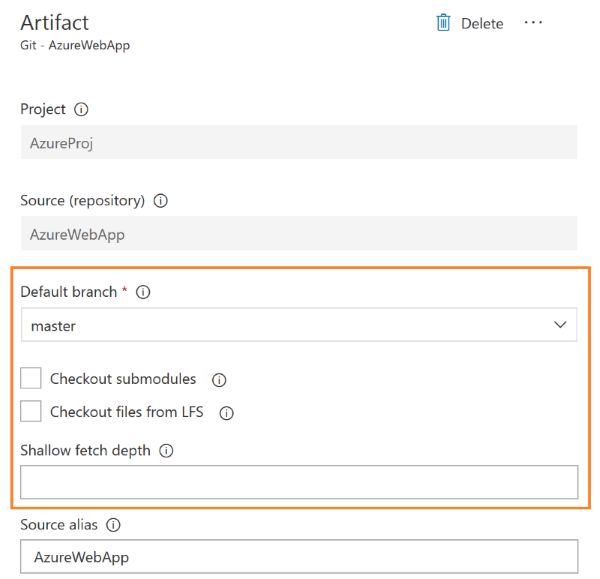 Artifact
Delete
Git - AzureWebApp
Project
AzureProj
Source (repository)
AzureWebApp
Default branch *
master
Checkout submodules
Checkout files from LFS
Shallow fetch depth
Source alias
AzureWebApp